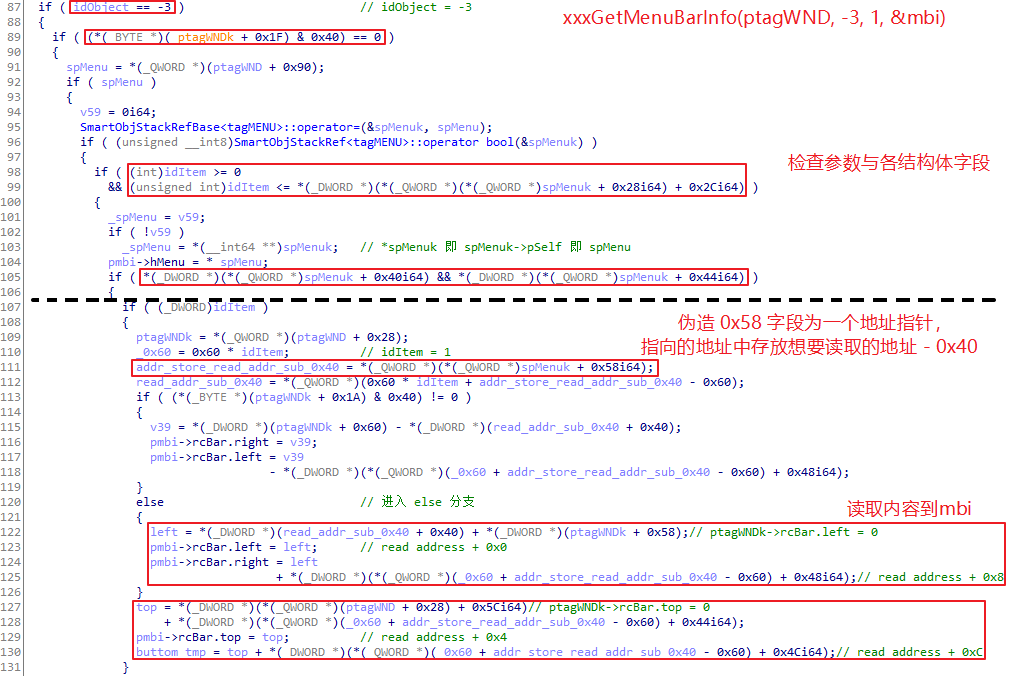 87 if ( idObject == -3 ) // idObject = -3
xxxGetMenuBarInfo(ptagWND, -3, 1, &mbi)
88 {
89 if ( (*(_BYTE *)(_ptagWNDk + 0x1F) & 0x40) == 0 )
90 {
91 spMenu = *(_QWORD *)(ptagWND + 0x90);
92 if ( spMenu )
93 {
94 v59 = 0i64;
95 SmartObjStackRefBase<tagMENU>::operator=(&spMenuk, spMenu);
96 if ( (unsigned __int8)SmartObjStackRef<tagMENU>::operator bool(&spMenuk) )
97 {
检查参数与各结构体字段
98 if ( (int)idItem >= 0
99 && (unsigned int)idItem <= *(_DWORD *)(*(_QWORD *)(*(_QWORD *)spMenuk + 0x28i64) + 0x2Ci64) )
100 {
101 _spMenu = v59;
102 if ( !v59 )
103 _spMenu = *(__int64 **)spMenuk; // *spMenuk 即 spMenuk->pSelf 即 spMenu
104 pmbi->hMenu = *_spMenu;
105 if ( *(_DWORD *)(*(_QWORD *)spMenuk + 0x40i64) && *(_DWORD *)(*(_QWORD *)spMenuk + 0x44i64) )
106 {
107 if ( (_DWORD)idItem )
108 {
伪造 0x58 字段为一个地址指针，
109 ptagWNDk = *(_QWORD *)(ptagWND + 0x28);
110 _0x60 = 0x60 * idItem; // idItem = 1
指向的地址中存放想要读取的地址 - 0x40
111 addr_store_read_addr_sub_0x40 = *(_QWORD *)(*(_QWORD *)spMenuk + 0x58i64);
112 read_addr_sub_0x40 = *(_QWORD *)(0x60 * idItem + addr_store_read_addr_sub_0x40 - 0x60);
113 if ( (*(_BYTE *)(ptagWNDk + 0x1A) & 0x40) != 0 )
114 {
115 v39 = *(_DWORD *)(ptagWNDk + 0x60) - *(_DWORD *)(read_addr_sub_0x40 + 0x40);
116 pmbi->rcBar.right = v39;
117 pmbi->rcBar.left = v39
118 - *(_DWORD *)(*(_QWORD *)(_0x60 + addr_store_read_addr_sub_0x40 - 0x60) + 0x48i64);
119 }
120 else // 进入 else 分支
读取内容到mbi
121 {
122 left = *(_DWORD *)(read_addr_sub_0x40 + 0x40) + *(_DWORD *)(ptagWNDk + 0x58);// ptagWNDk->rcBar.left = 0
123 pmbi->rcBar.left = left; // read address + 0x0
124 pmbi->rcBar.right = left
125 + *(_DWORD *)(*(_QWORD *)(_0x60 + addr_store_read_addr_sub_0x40 - 0x60) + 0x48i64);// read address + 0x8
126 }
127 top = *(_DWORD *)(*(_QWORD *)(ptagWND + 0x28) + 0x5Ci64)// ptagWNDk->rcBar.top = 0
128 + *(_DWORD *)(*(_QWORD *)(_0x60 + addr_store_read_addr_sub_0x40 - 0x60) + 0x44i64);
129 pmbi->rcBar.top = top; // read address + 0x4
130 buttom_tmp = top + *(_DWORD *)(*(_QWORD *)(_0x60 + addr_store_read_addr_sub_0x40 - 0x60) + 0x4Ci64);// read address + 0xC
131 }